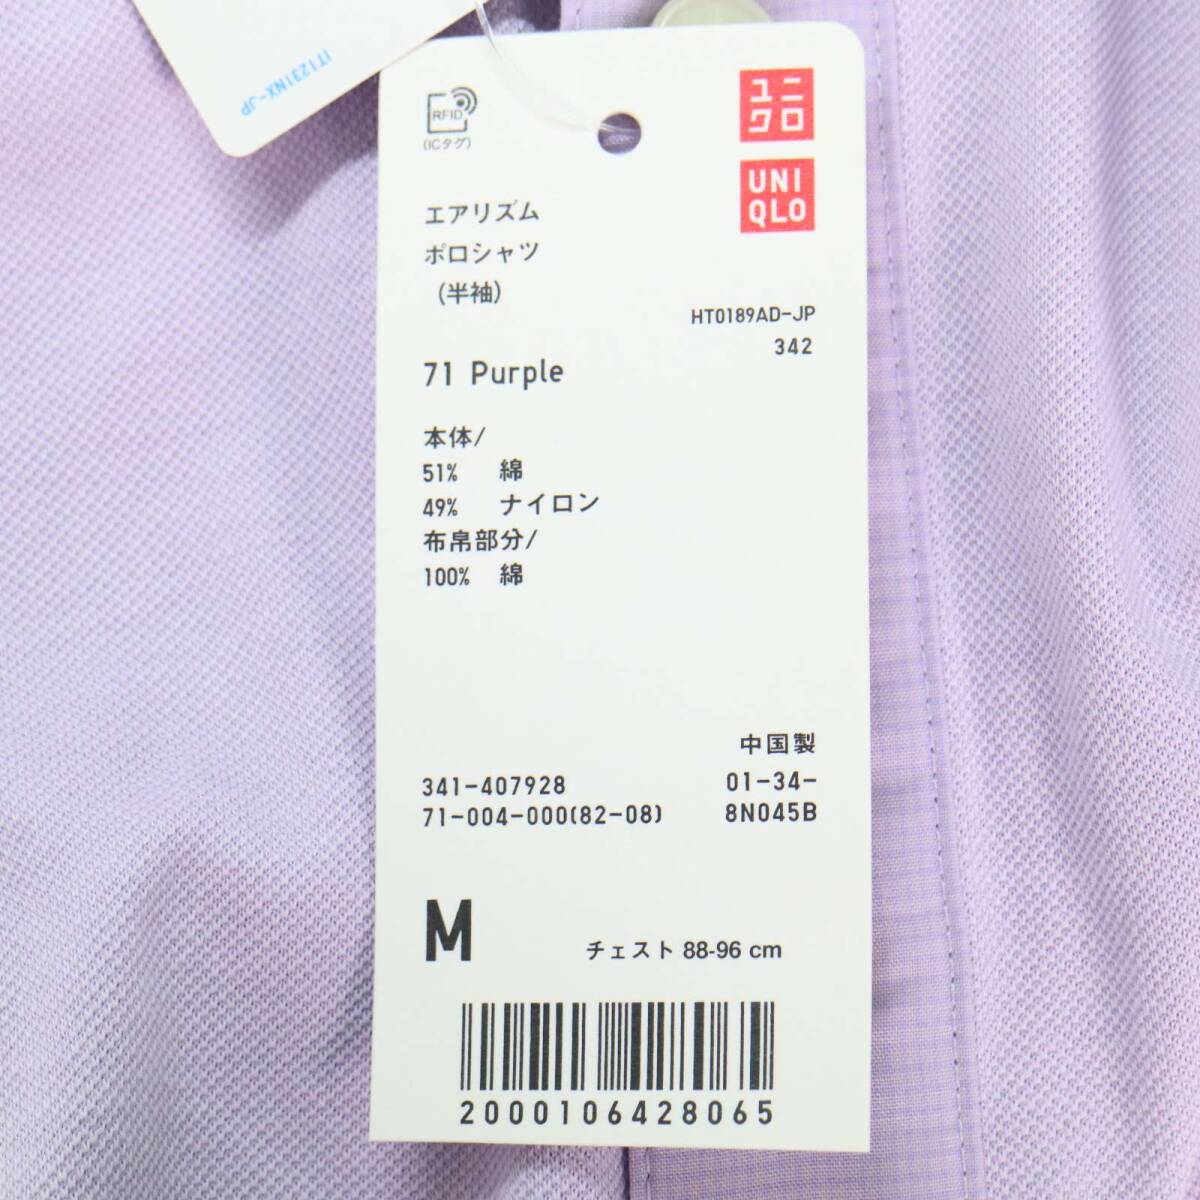 IT1231NX-JP
RFID
(ICタグ)
ユニ
クロ
UNI
QLO
エアリズム
ポロシャツ
(半袖)
HT0189AD-JP
342
71 Purple
本体/
51% 綿
49% ナイロン
布帛部分/
100% 綿
中国製
341-407928 01-34-
71-004-000(82-08) 8N045B
M チェスト 88-96 cm
2000106428065